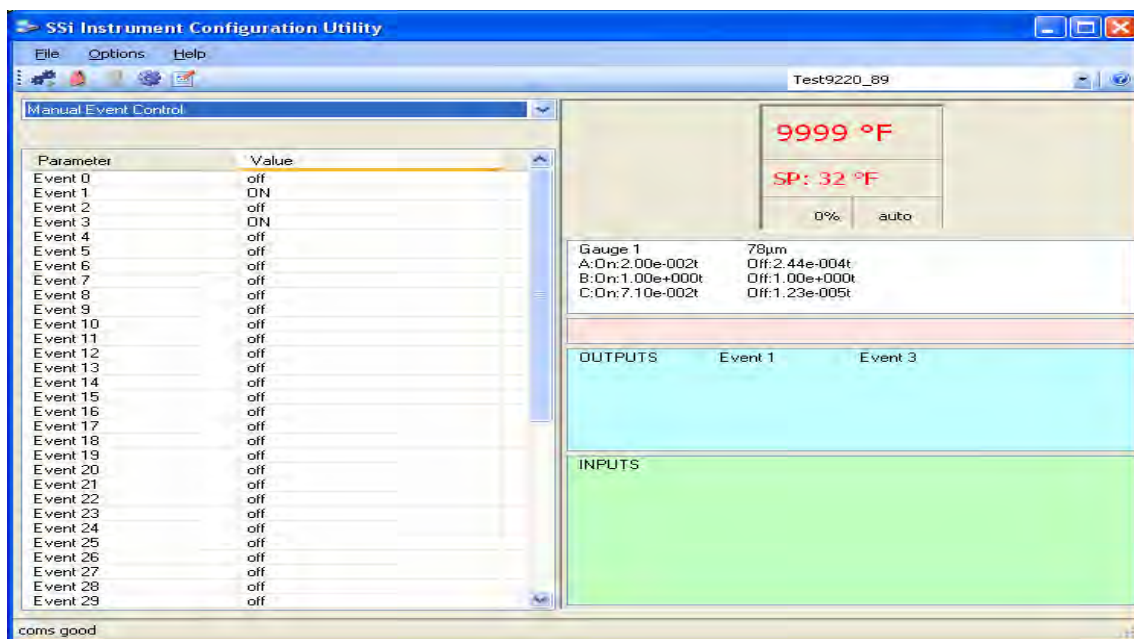 SSi Instrument Configuration Utility
File Options Help
Test9220_89
Manual Event Control
Parameter Value
Event 0 off
Event 1 ON
Event 2 off
Event 3 ON
Event 4 off
Event 5 off
Event 6 off
Event 7 off
Event 8 off
Event 9 off
Event 10 off
Event 11 off
Event 12 off
Event 13 off
Event 14 off
Event 15 off
Event 16 off
Event 17 off
Event 18 off
Event 19 off
Event 20 off
Event 21 off
Event 22 off
Event 23 off
Event 24 off
Event 25 off
Event 26 off
Event 27 off
Event 28 off
Event 29 off
9999 °F
SP: 32 °F
0% auto
Gauge 1 78µm
A:On:2.00e-002t Off:2.44e-004t
B:On:1.00e+000t Off:1.00e+000t
C:On:7.10e-002t Off:1.23e-005t
OUTPUTS Event 1 Event 3
INPUTS
coms good